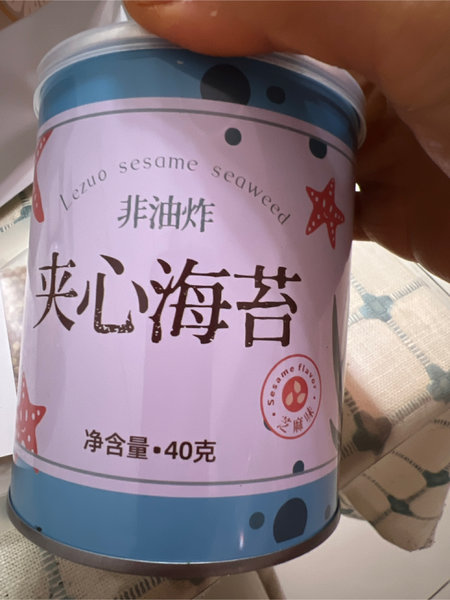 Lezuo sesame seaweed
非油炸
夹心海苔
Sesame flavor
芝麻味
净含量·40克